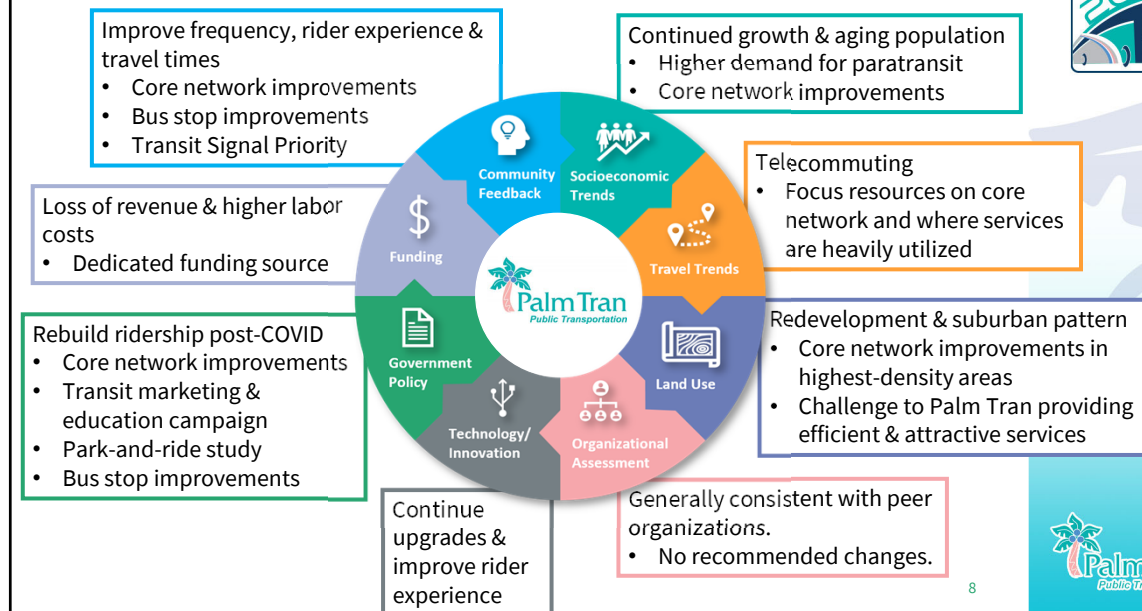 Improve frequency, rider experience &
travel times
• Core network improvements
• Bus stop improvements
• Transit Signal Priority
Continued growth & aging population
• Higher demand for paratransit
• Core network improvements
Telecommuting
• Focus resources on core
network and where services
are heavily utilized
Redevelopment & suburban pattern
• Core network improvements in
highest-density areas
• Challenge to Palm Tran providing
efficient & attractive services
Generally consistent with peer
organizations.
• No recommended changes.
Continue
upgrades &
improve rider
experience
Rebuild ridership post-COVID
• Core network improvements
• Transit marketing &
education campaign
• Park-and-ride study
• Bus stop improvements
Loss of revenue & higher labor
costs
• Dedicated funding source
Community
Feedback
Socioeconomic
Trends
Travel Trends
Land Use
Organizational
Assessment
Technology/
Innovation
Government
Policy
$
Funding
Palm Tran
Public Transportation
8
Palm
Public Tr